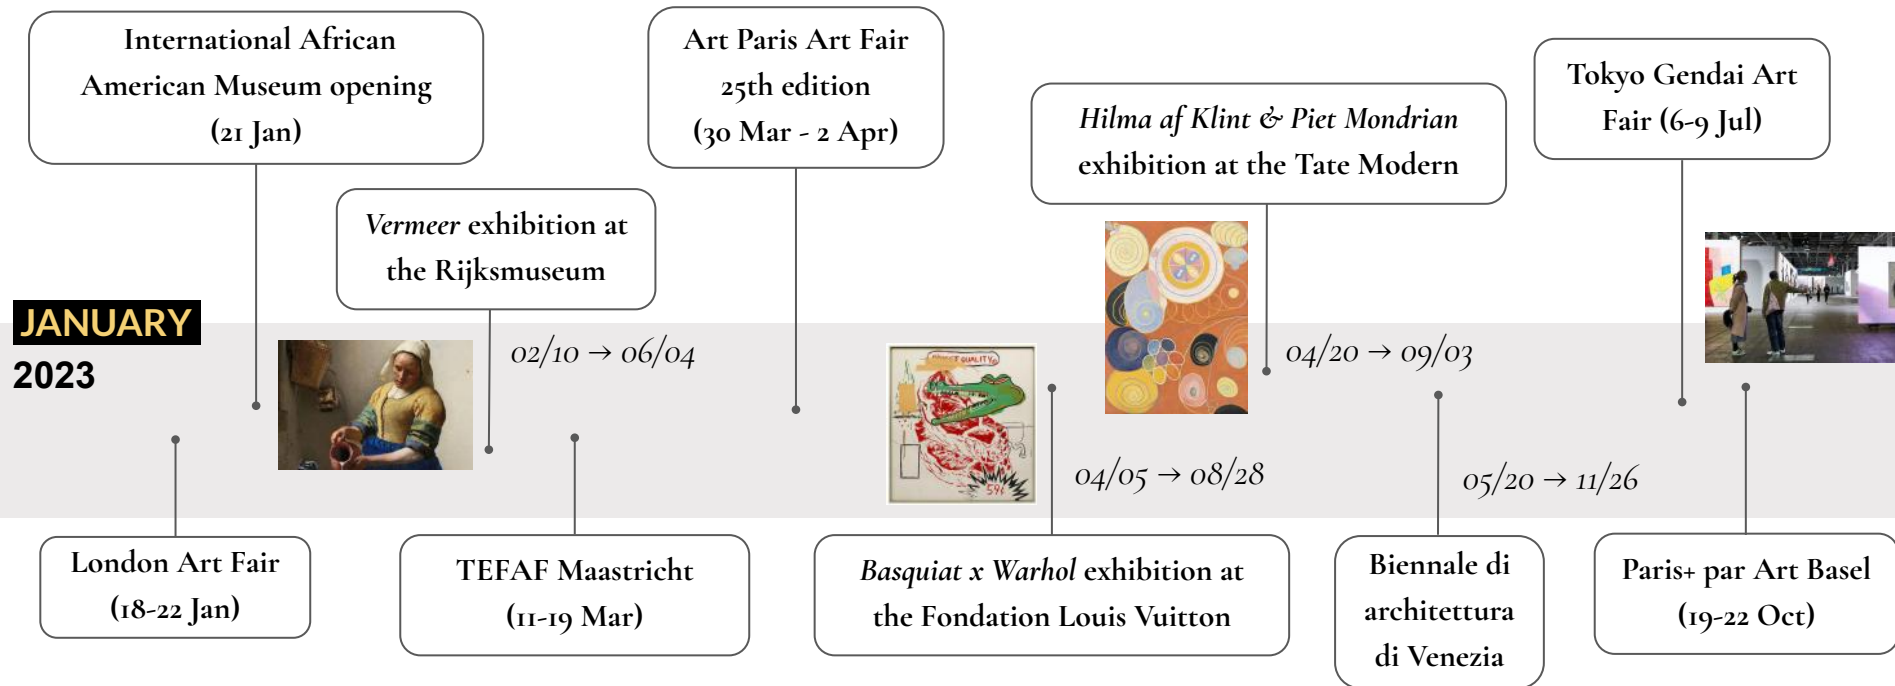 JANUARY
2023
International African
American Museum opening
(21 Jan)
London Art Fair
(18-22 Jan)
Vermeer exhibition at
the Rijksmuseum
02/10 → 06/04
TEFAF Maastricht
(11-19 Mar)
Art Paris Art Fair
25th edition
(30 Mar - 2 Apr)
QUALITY
59¢
04/05 → 08/28
Basquiat x Warhol exhibition at
the Fondation Louis Vuitton
Hilma af Klint & Piet Mondrian
exhibition at the Tate Modern
04/20 → 09/03
05/20 → 11/26
Biennale di
architettura
di Venezia
Tokyo Gendai Art
Fair (6-9 Jul)
Paris+ par Art Basel
(19-22 Oct)